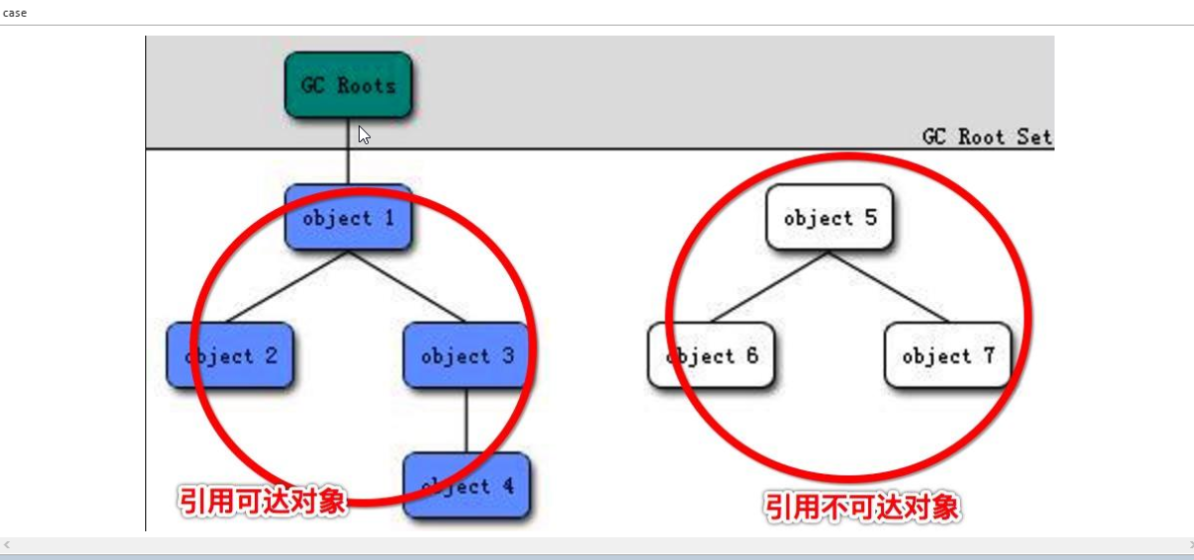 case
GC Roots
GC Root Set
object 1
object 5
object 2
object 3
object 6
object 7
object 4
引用可达对象
引用不可达对象